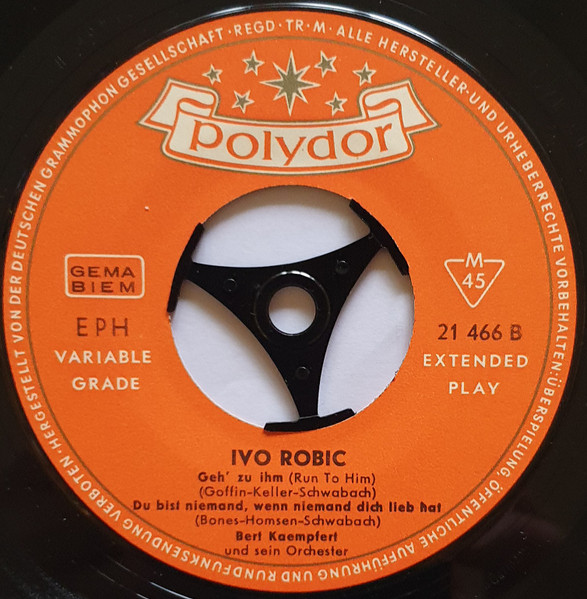 HERGESTELLT VON DER DEUTSCHEN GRAMMOPHON GESELLSCHAFT · REGD · TR · M · ALLE HERSTELLER- UND URHEBERRECHTE VORBEHALTEN: ÜBERSPIELUNG, ÖFFENTLICHE AUFFÜHRUNG UND RUNDFUNKSENDUNG VERBOTEN ·
Polydor
GEMA
BIEM
M
45
EPH
21 466 B
VARIABLE
GRADE
EXTENDED
PLAY
IVO ROBIC
Geh' zu ihm (Run To Him)
(Goffin-Keller-Schwabach)
Du bist niemand, wenn niemand dich lieb hat
(Bones-Homsen-Schwabach)
Bert Kaempfert
und sein Orchester